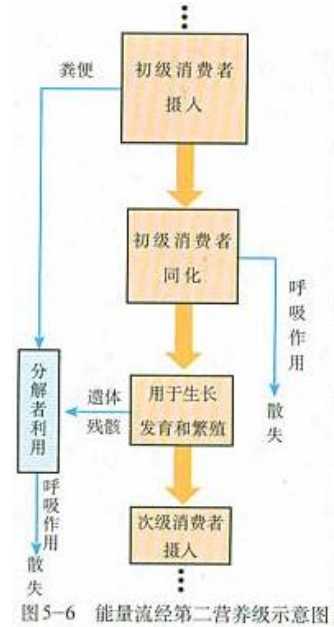 粪便
初级消费者
摄入
初级消费者
同化
呼吸作用
散失
遗体
残骸
用于生长
发育和繁殖
分解者利用
呼吸作用
散失
次级消费者
摄入
图5-6 能量流经第二营养级示意图